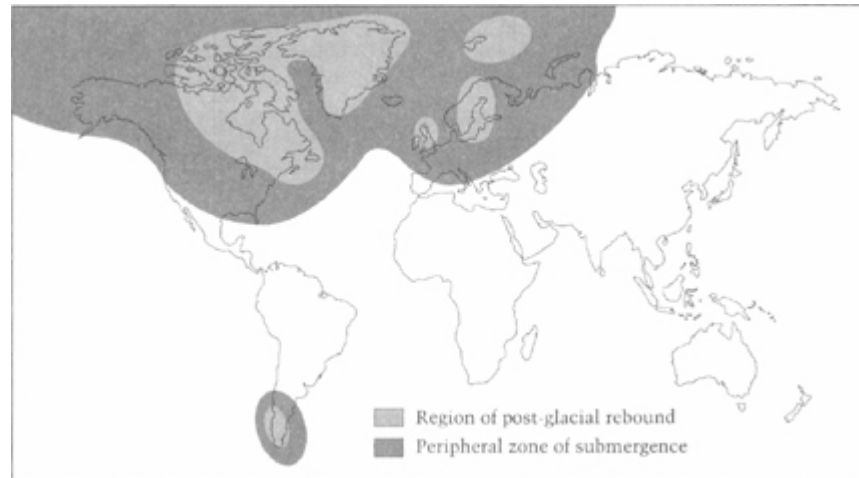 Region of post-glacial rebound
Peripheral zone of submergence